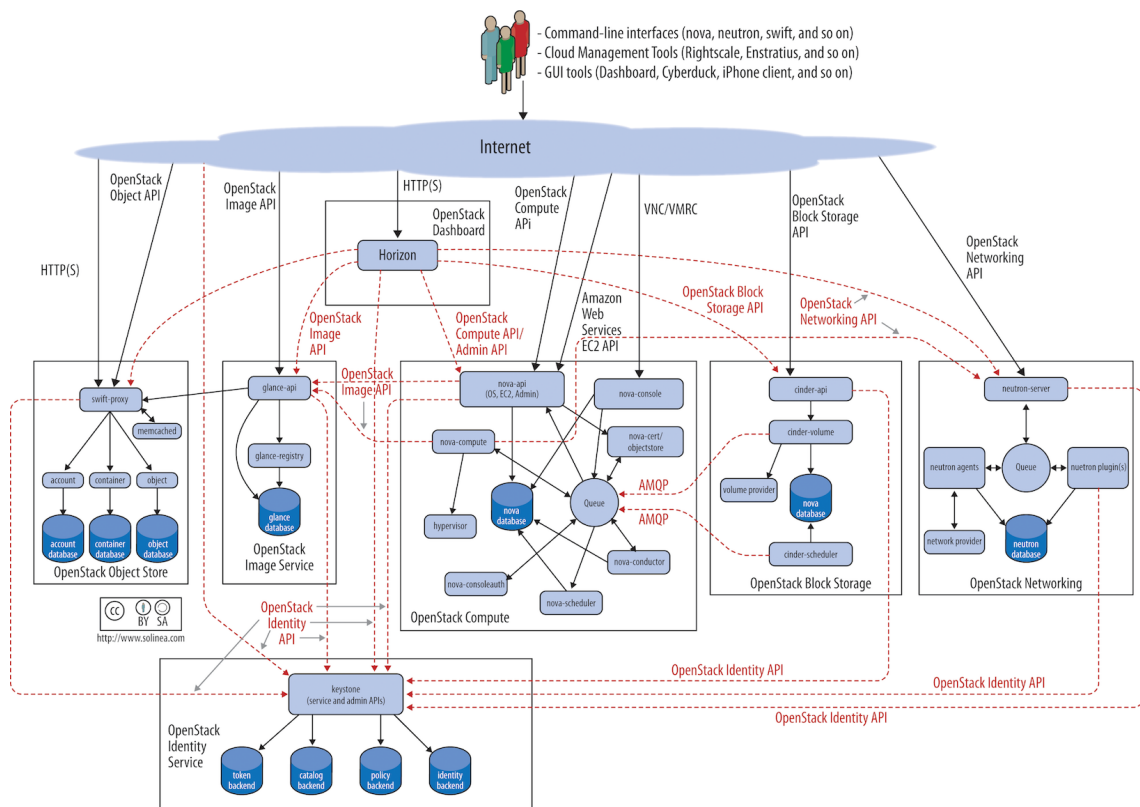 - Command-line interfaces (nova, neutron, swift, and so on)
- Cloud Management Tools (Rightscale, Enstratius, and so on)
- GUI tools (Dashboard, Cyberduck, iPhone client, and so on)
Internet
OpenStack
Object API
OpenStack
Image API
HTTP(S)
OpenStack
Compute
APi
VNC/VMRC
OpenStack
Block Storage
API
OpenStack
Networking
API
HTTP(S)
OpenStack
Dashboard
Horizon
OpenStack
Image
API
OpenStack
Compute API/
Admin API
Amazon
Web
Services
EC2 API
OpenStack Block
Storage API
OpenStack
Networking API
OpenStack
Image API
swift-proxy
memcached
account
container
object
account
database
container
database
object
database
OpenStack Object Store
glance-api
glance-registry
glance
database
OpenStack
Image Service
nova-api
(OS, EC2, Admin)
nova-console
nova-compute
nova-cert/
objectstore
Queue
nova
database
hypervisor
nova-conductor
nova-consoleauth
nova-scheduler
OpenStack Compute
AMQP
AMQP
cinder-api
cinder-volume
volume provider
nova
database
cinder-scheduler
OpenStack Block Storage
neutron-server
neutron agents
Queue
nuetron plugin(s)
network provider
neutron
database
OpenStack Networking
cc
BY
SA
http://www.solinea.com
OpenStack
Identity
API
OpenStack Identity API
OpenStack Identity API
OpenStack Identity API
keystone
(service and admin APIs)
OpenStack
Identity
Service
token
backend
catalog
backend
policy
backend
identity
backend